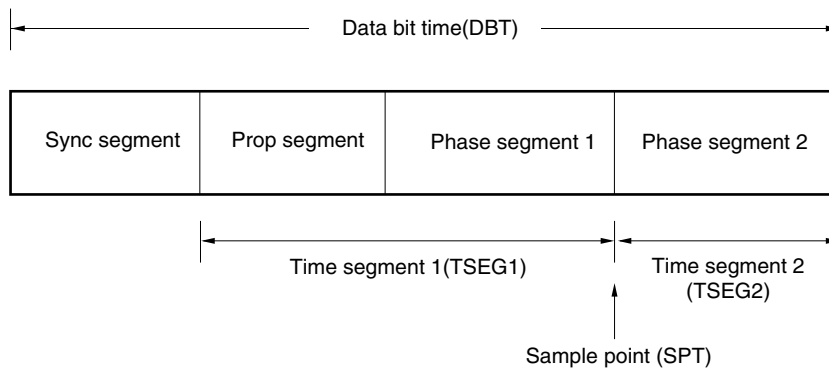 Data bit time(DBT)
Sync segment
Prop segment
Phase segment 1
Phase segment 2
Time segment 1(TSEG1)
Time segment 2
(TSEG2)
Sample point (SPT)